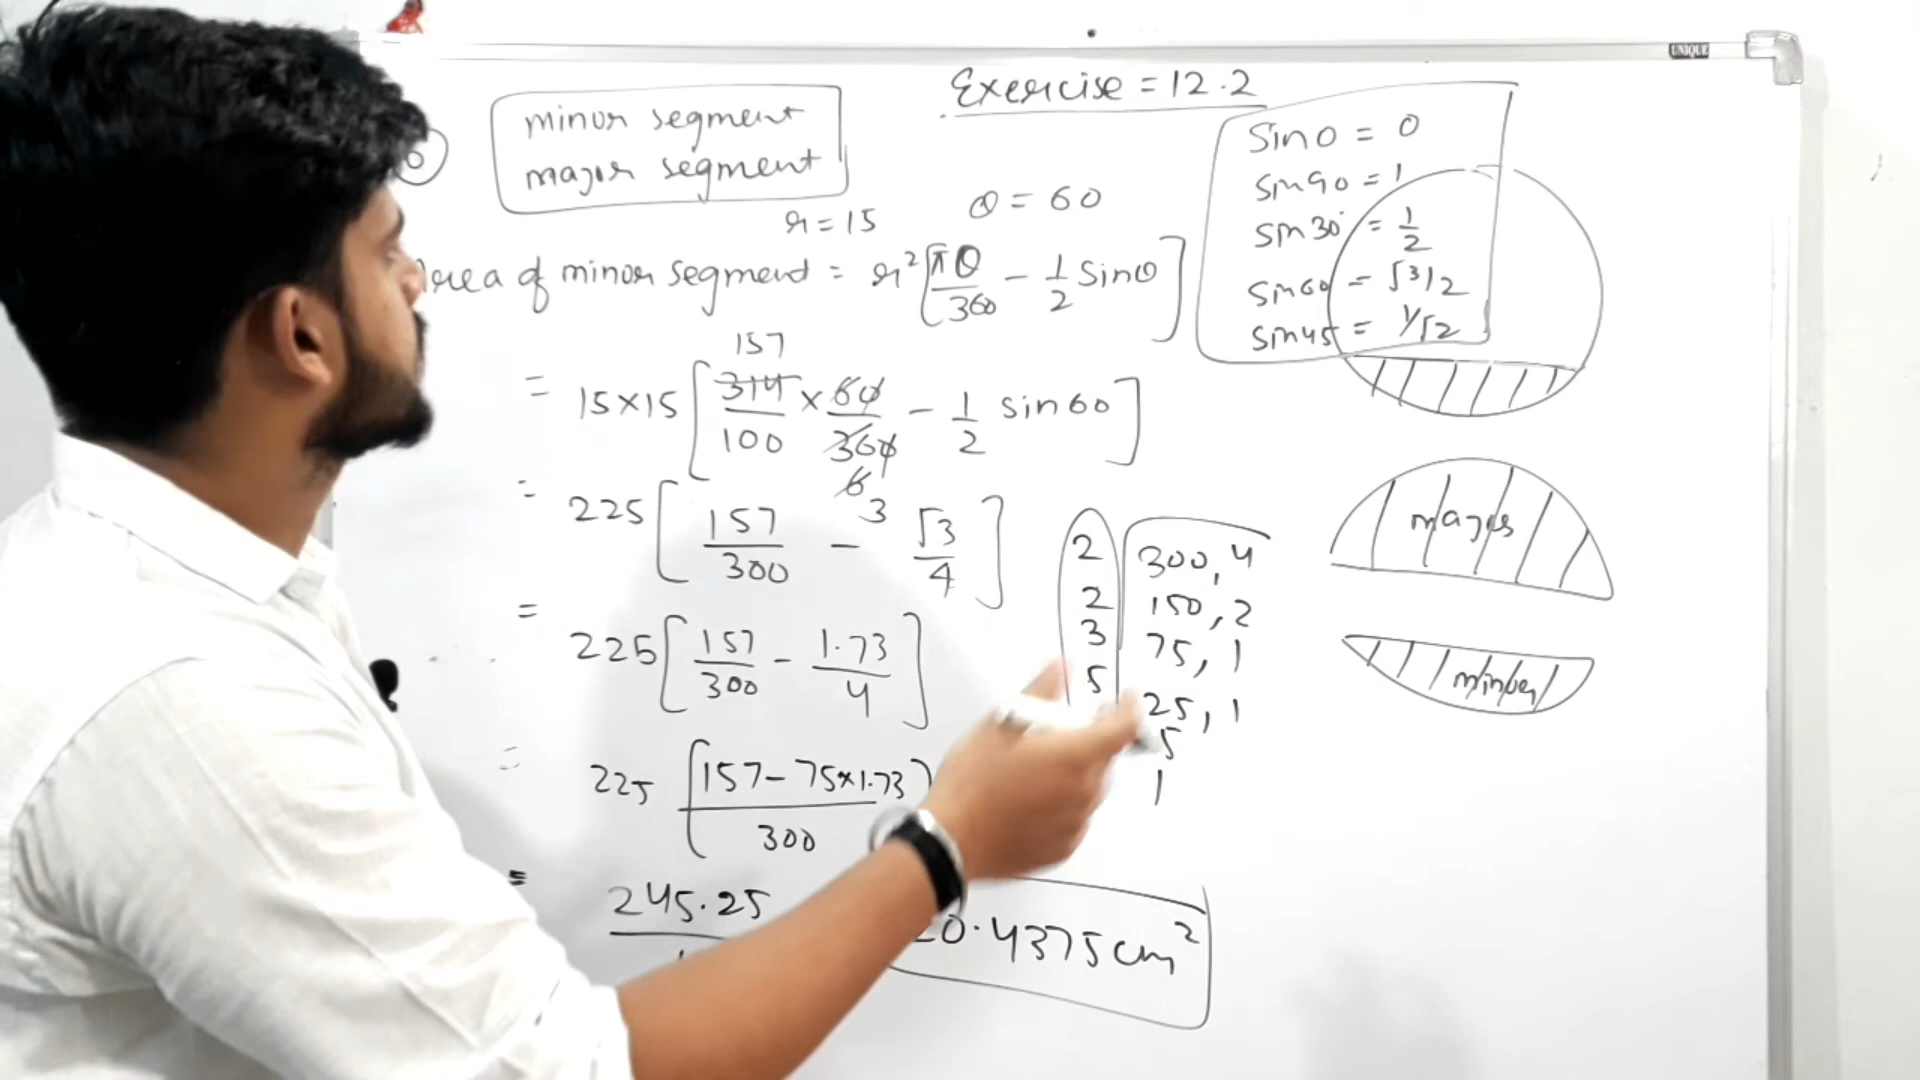 UNIQUE
Exercise = 12.2
minor segment
major segment
r = 15
θ = 60
Sin0 = 0
Sin90 = 1
Sin30° = 1/2
Sin60 = √3/2
Sin45 = 1/√2
Area of minor segment = r² [πθ/360 - 1/2 Sinθ]
157
= 15×15 [314/100 × 60/360 - 1/2 sin60]
6
3
= 225 [157/300 - √3/4]
= 225 [157/300 - 1.73/4]
= 225 [157 - 75×1.73/300
= 245.25
0.4375 cm²
2 300, 4
2 150, 2
3 75, 1
5 25, 1
5
1
major
minor